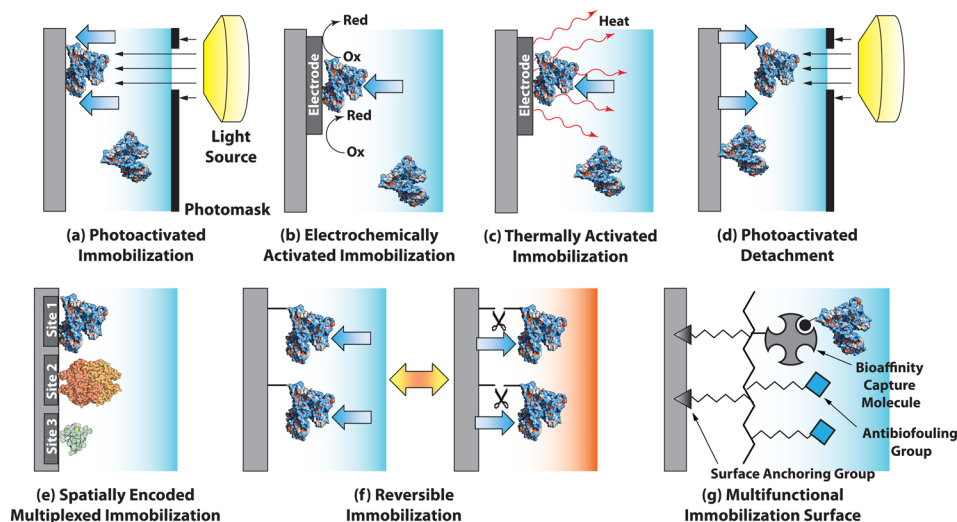 Light
Source
Photomask
(a) Photoactivated
Immobilization
Red
Ox
Electrode
Red
Ox
(b) Electrochemically
Activated Immobilization
Heat
Electrode
(c) Thermally Activated
Immobilization
(d) Photoactivated
Detachment
Site 1
Site 2
Site 3
(e) Spatially Encoded
Multiplexed Immobilization
(f) Reversible
Immobilization
Bioaffinity
Capture
Molecule
Antibiofouling
Group
Surface Anchoring Group
(g) Multifunctional
Immobilization Surface